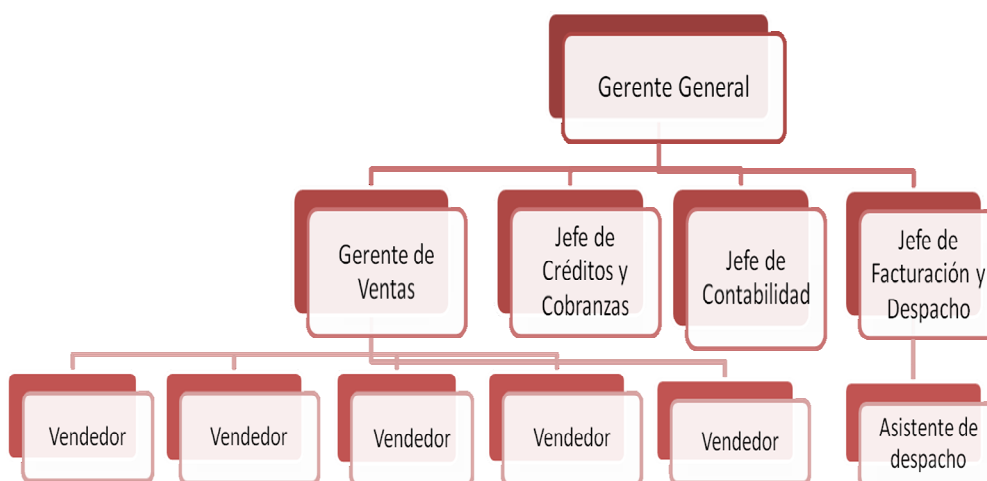 Gerente General
Gerente de
Ventas
Jefe de
Créditos y
Cobranzas
Jefe de
Contabilidad
Jefe de
Facturación y
Despacho
Vendedor
Vendedor
Vendedor
Vendedor
Vendedor
Asistente de
despacho